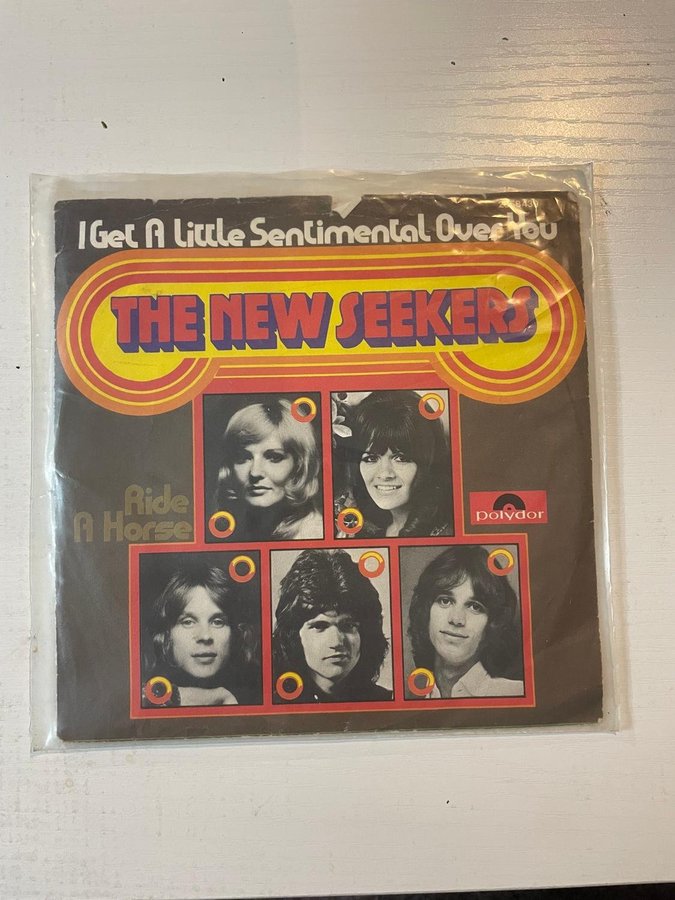 I Get A Little Sentimental Over You
THE NEW SEEKERS
Ride
A Horse
polydor